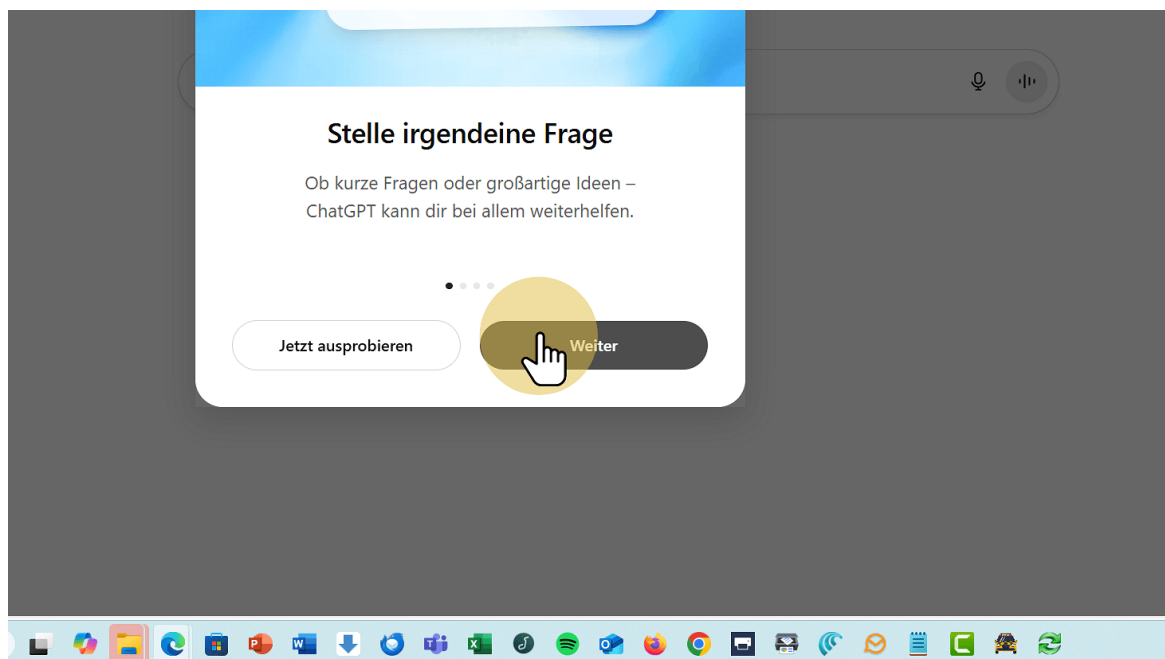 Stelle irgendeine Frage
Ob kurze Fragen oder großartige Ideen –
ChatGPT kann dir bei allem weiterhelfen.
Jetzt ausprobieren
Weiter